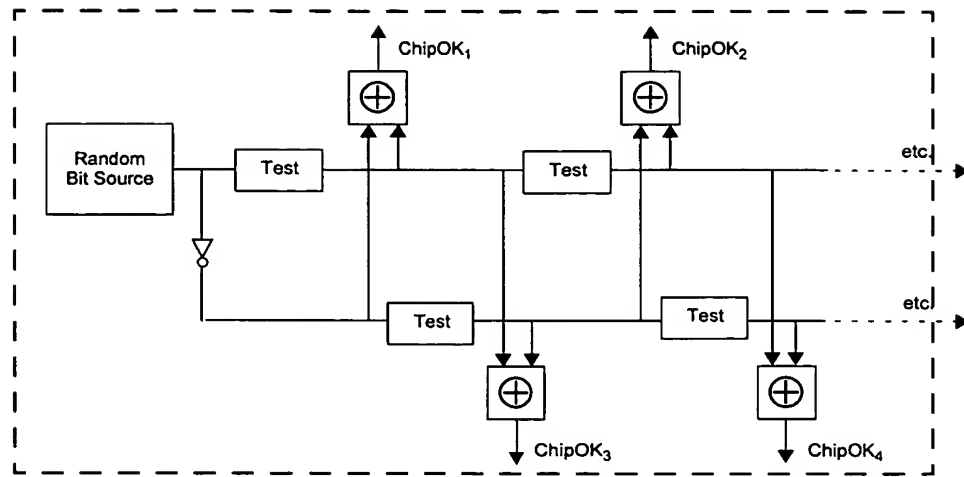 ChipOK₁
ChipOK₂
Random
Bit Source
Test
Test
etc.
Test
Test
etc
ChipOK₃
ChipOK₄